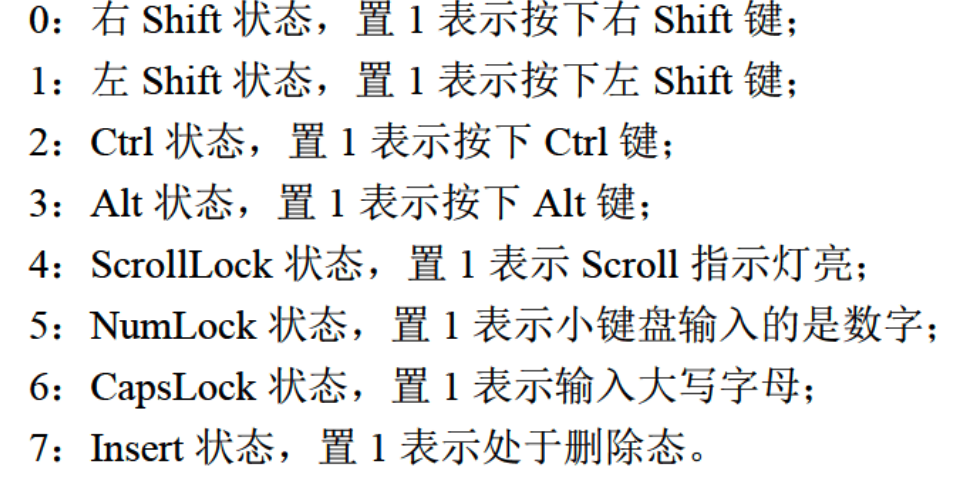 0：右 Shift 状态，置 1 表示按下右 Shift 键；
1：左 Shift 状态，置 1 表示按下左 Shift 键；
2：Ctrl 状态，置 1 表示按下 Ctrl 键；
3：Alt 状态，置 1 表示按下 Alt 键；
4：ScrollLock 状态，置 1 表示 Scroll 指示灯亮；
5：NumLock 状态，置 1 表示小键盘输入的是数字；
6：CapsLock 状态，置 1 表示输入大写字母；
7：Insert 状态，置 1 表示处于删除态。